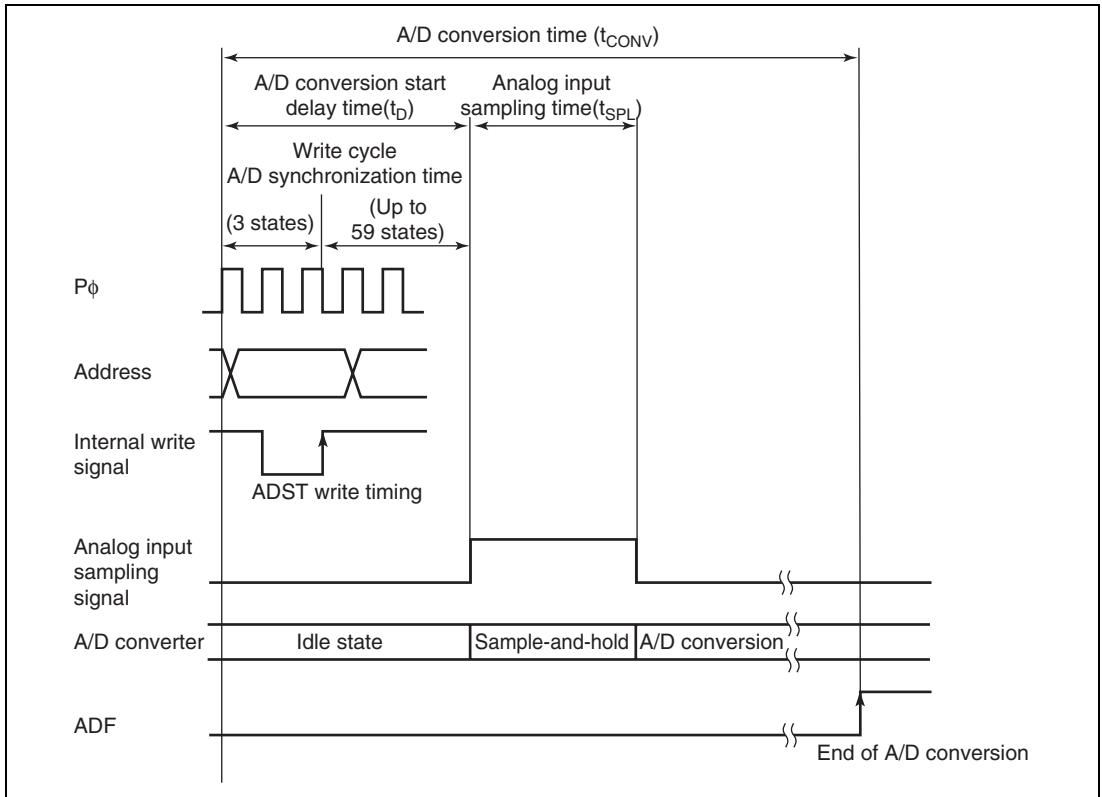 A/D conversion time (tCONV)
A/D conversion start
delay time(tD)
Analog input
sampling time(tSPL)
Write cycle
A/D synchronization time
(3 states)
(Up to
59 states)
Pϕ
Address
Internal write
signal
ADST write timing
Analog input
sampling
signal
A/D converter
Idle state
Sample-and-hold
A/D conversion
ADF
End of A/D conversion